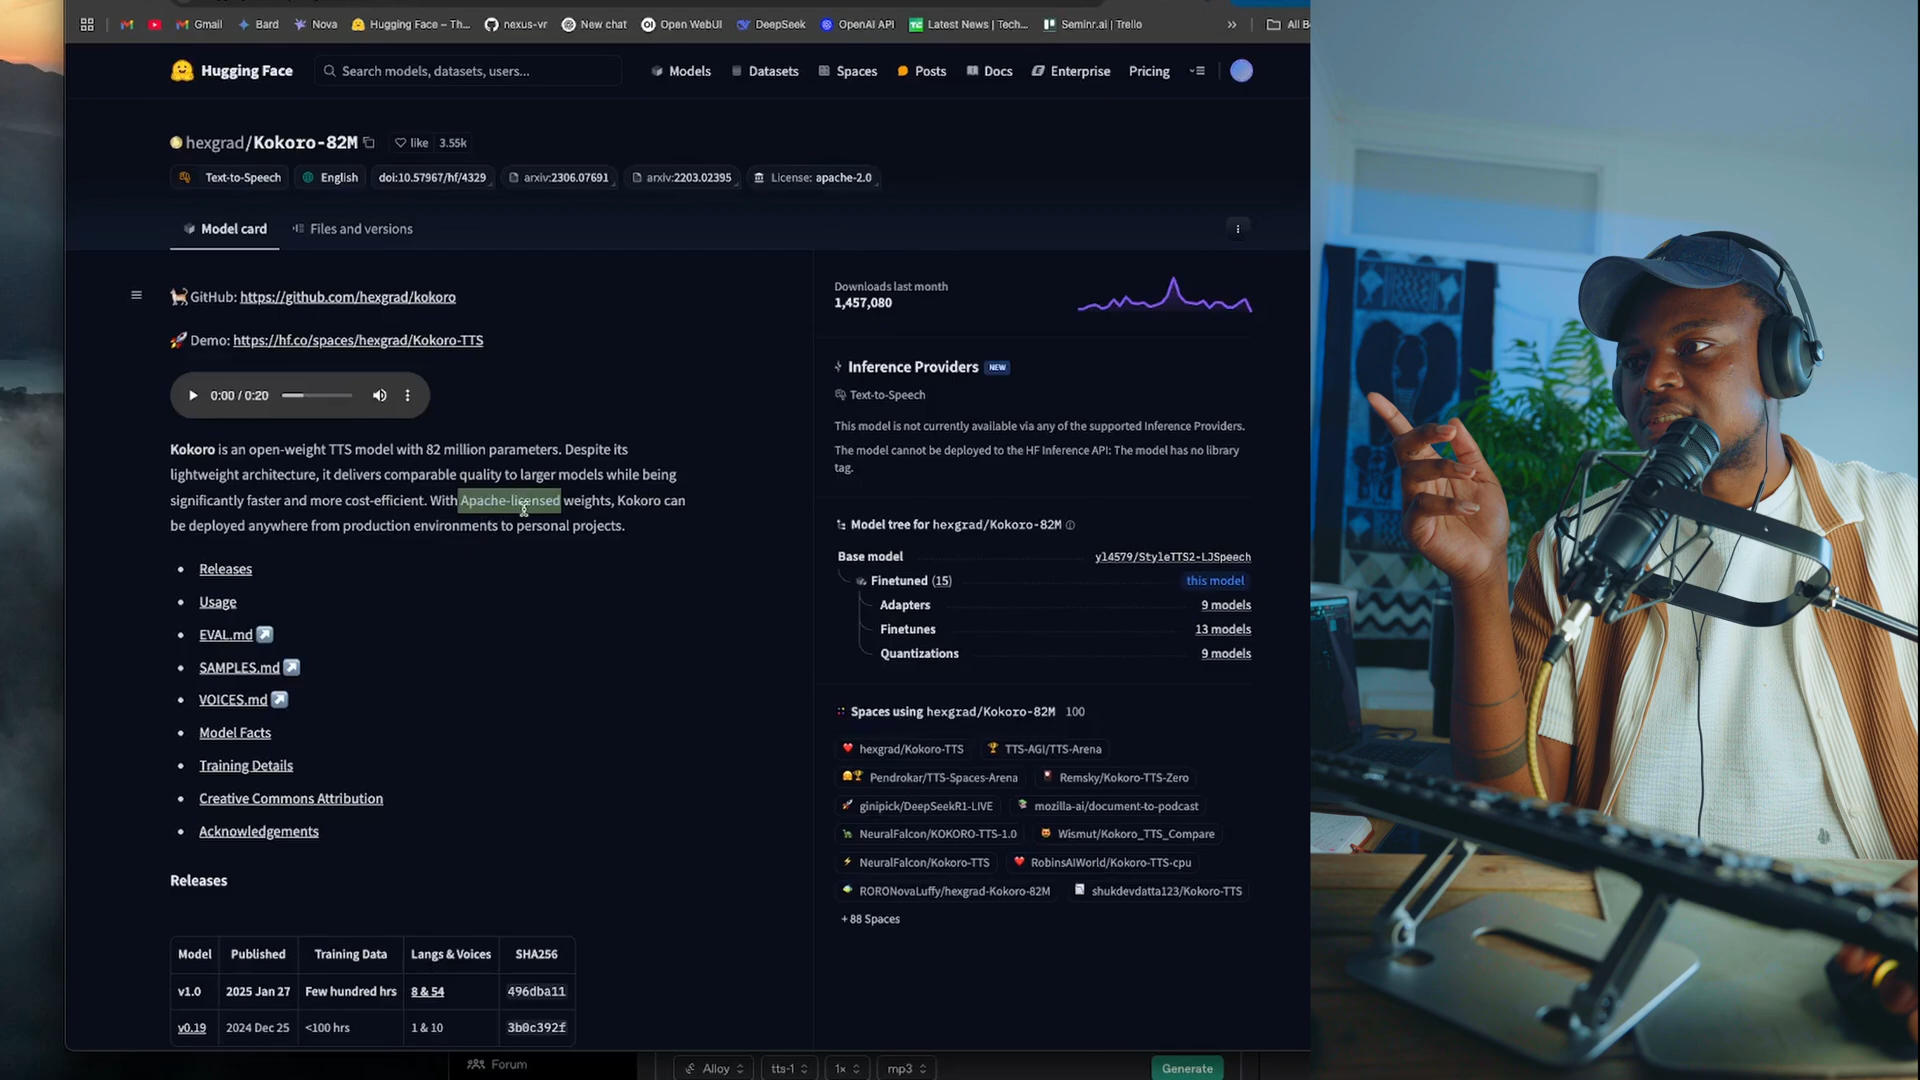 Gmail
Bard
Nova
Hugging Face – Th...
nexus-vr
New chat
Open WebUI
DeepSeek
OpenAI API
Latest News | Tech...
Seminr.ai | Trello
»
All B
Hugging Face
Search models, datasets, users...
Models
Datasets
Spaces
Posts
Docs
Enterprise
Pricing
hexgrad/Kokoro-82M
like 3.55k
Text-to-Speech
English
doi:10.57967/hf/4329
arxiv:2306.07691
arxiv:2203.02395
License: apache-2.0
Model card
Files and versions
GitHub: https://github.com/hexgrad/kokoro
Demo: https://hf.co/spaces/hexgrad/Kokoro-TTS
0:00 / 0:20
Kokoro is an open-weight TTS model with 82 million parameters. Despite its
lightweight architecture, it delivers comparable quality to larger models while being
significantly faster and more cost-efficient. With Apache-licensed weights, Kokoro can
be deployed anywhere from production environments to personal projects.
• Releases
• Usage
• EVAL.md
• SAMPLES.md
• VOICES.md
• Model Facts
• Training Details
• Creative Commons Attribution
• Acknowledgements
Releases
Model Published Training Data Langs & Voices SHA256
v1.0 2025 Jan 27 Few hundred hrs 8 & 54 496dba11
v0.19 2024 Dec 25 <100 hrs 1 & 10 3b0c392f
Downloads last month
1,457,080
Inference Providers NEW
Text-to-Speech
This model is not currently available via any of the supported Inference Providers.
The model cannot be deployed to the HF Inference API: The model has no library
tag.
Model tree for hexgrad/Kokoro-82M
Base model yl4579/StyleTTS2-LJSpeech
Finetuned (15) this model
Adapters 9 models
Finetunes 13 models
Quantizations 9 models
Spaces using hexgrad/Kokoro-82M 100
hexgrad/Kokoro-TTS
TTS-AGI/TTS-Arena
Pendrokar/TTS-Spaces-Arena
Remsky/Kokoro-TTS-Zero
ginipick/DeepSeekR1-LIVE
mozilla-ai/document-to-podcast
NeuralFalcon/KOKORO-TTS-1.0
Wismut/Kokoro_TTS_Compare
NeuralFalcon/Kokoro-TTS
RobinsAIWorld/Kokoro-TTS-cpu
RORONovaLuffy/hexgrad-Kokoro-82M
shukdevdatta123/Kokoro-TTS
+ 88 Spaces
Forum
Alloy
tts-1
1×
mp3
Generate